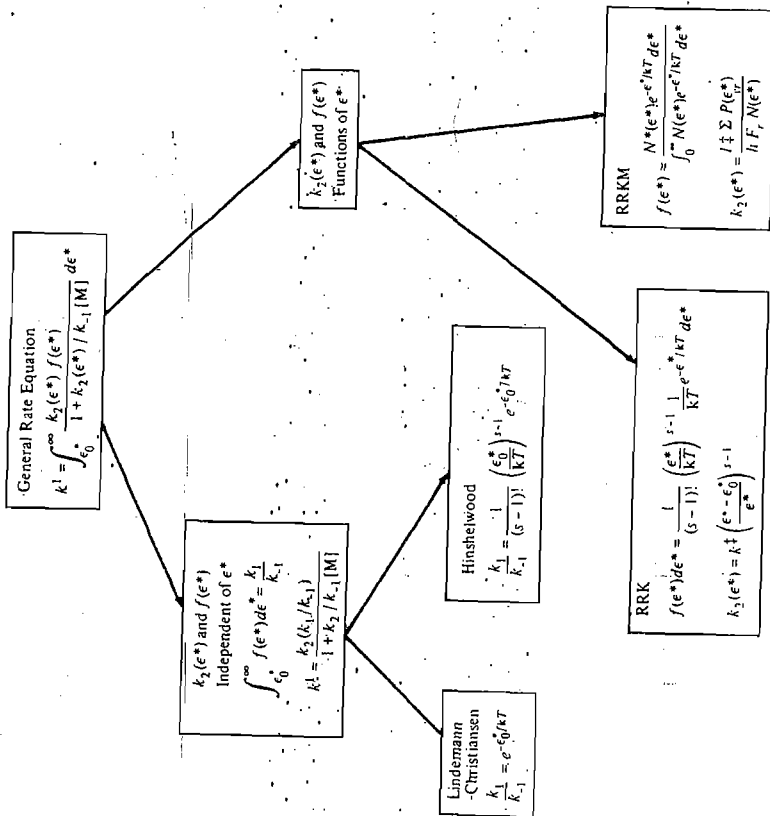 General Rate Equation
k¹ = ∫_{ϵ₀*}^{∞} k₂(ϵ*) f(ϵ*) / (1 + k₂(ϵ*) / k₋₁[M]) dϵ*
k₂(ϵ*) and f(ϵ*)
Independent of ϵ*
∫_{ϵ₀*}^{∞} f(ϵ*)dϵ* = k₁ / k₋₁
k¹ = k₂(k₁/k₋₁) / (1 + k₂ / k₋₁[M])
k₂(ϵ*) and f(ϵ*)
Functions of ϵ*
Lindemann
-Christiansen
k₁ / k₋₁ = e^{-ϵ₀*/kT}
Hinshelwood
k₁ / k₋₁ = 1 / (s − 1)! (ϵ₀* / kT)^{s−1} e^{-ϵ₀*/kT}
RRK
f(ϵ*)dϵ* = 1 / (s − 1)! (ϵ* / kT)^{s−1} 1 / kT e^{-ϵ*/kT} dϵ*
k₂(ϵ*) = k‡ ((ϵ* − ϵ₀*) / ϵ*)^{s−1}
RRKM
f(ϵ*) = N*(ϵ*)e^{-ϵ*/kT} dϵ* / ∫₀^∞ N(ϵ*)e^{-ϵ*/kT} dϵ*
k₂(ϵ*) = l‡ Σ P(ϵ*_{vr}) / h F_r N(ϵ*)